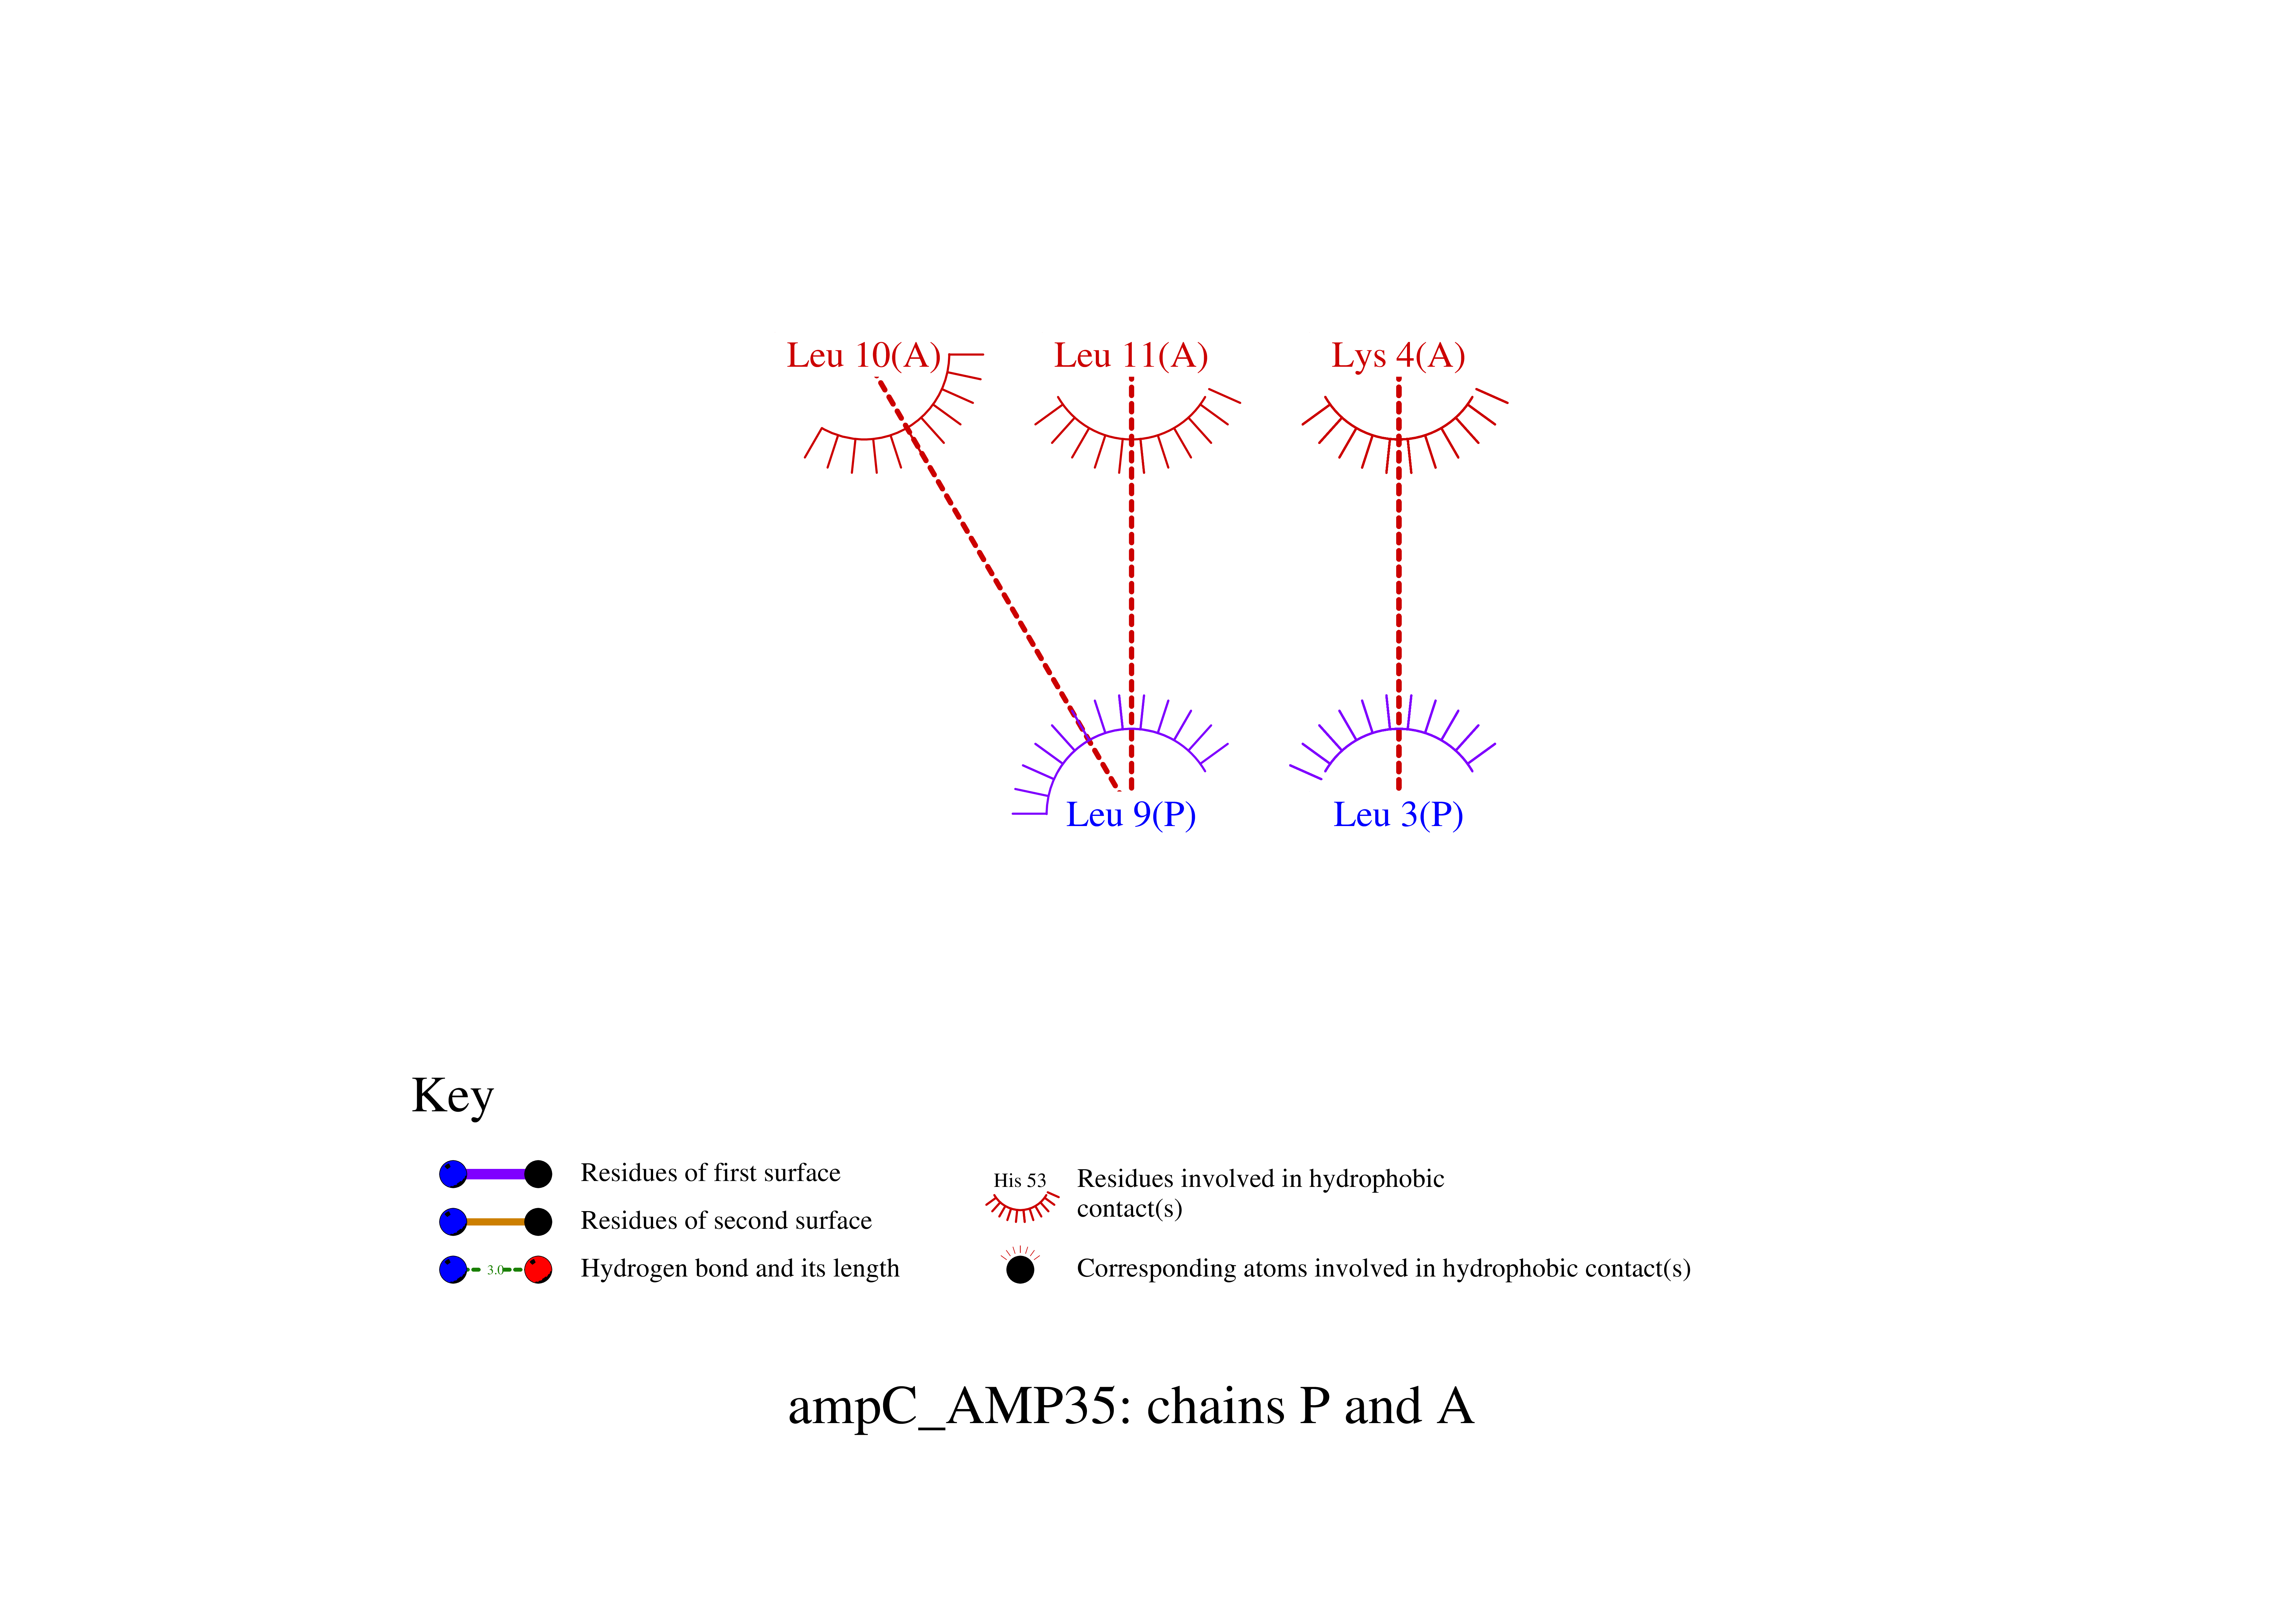 Leu 10(A) Leu 11(A) Lys 4(A)
Leu 9(P) Leu 3(P)
Key
Residues of first surface
Residues of second surface
3.0 Hydrogen bond and its length
His 53 Residues involved in hydrophobic
contact(s)
Corresponding atoms involved in hydrophobic contact(s)
ampC_AMP35: chains P and A